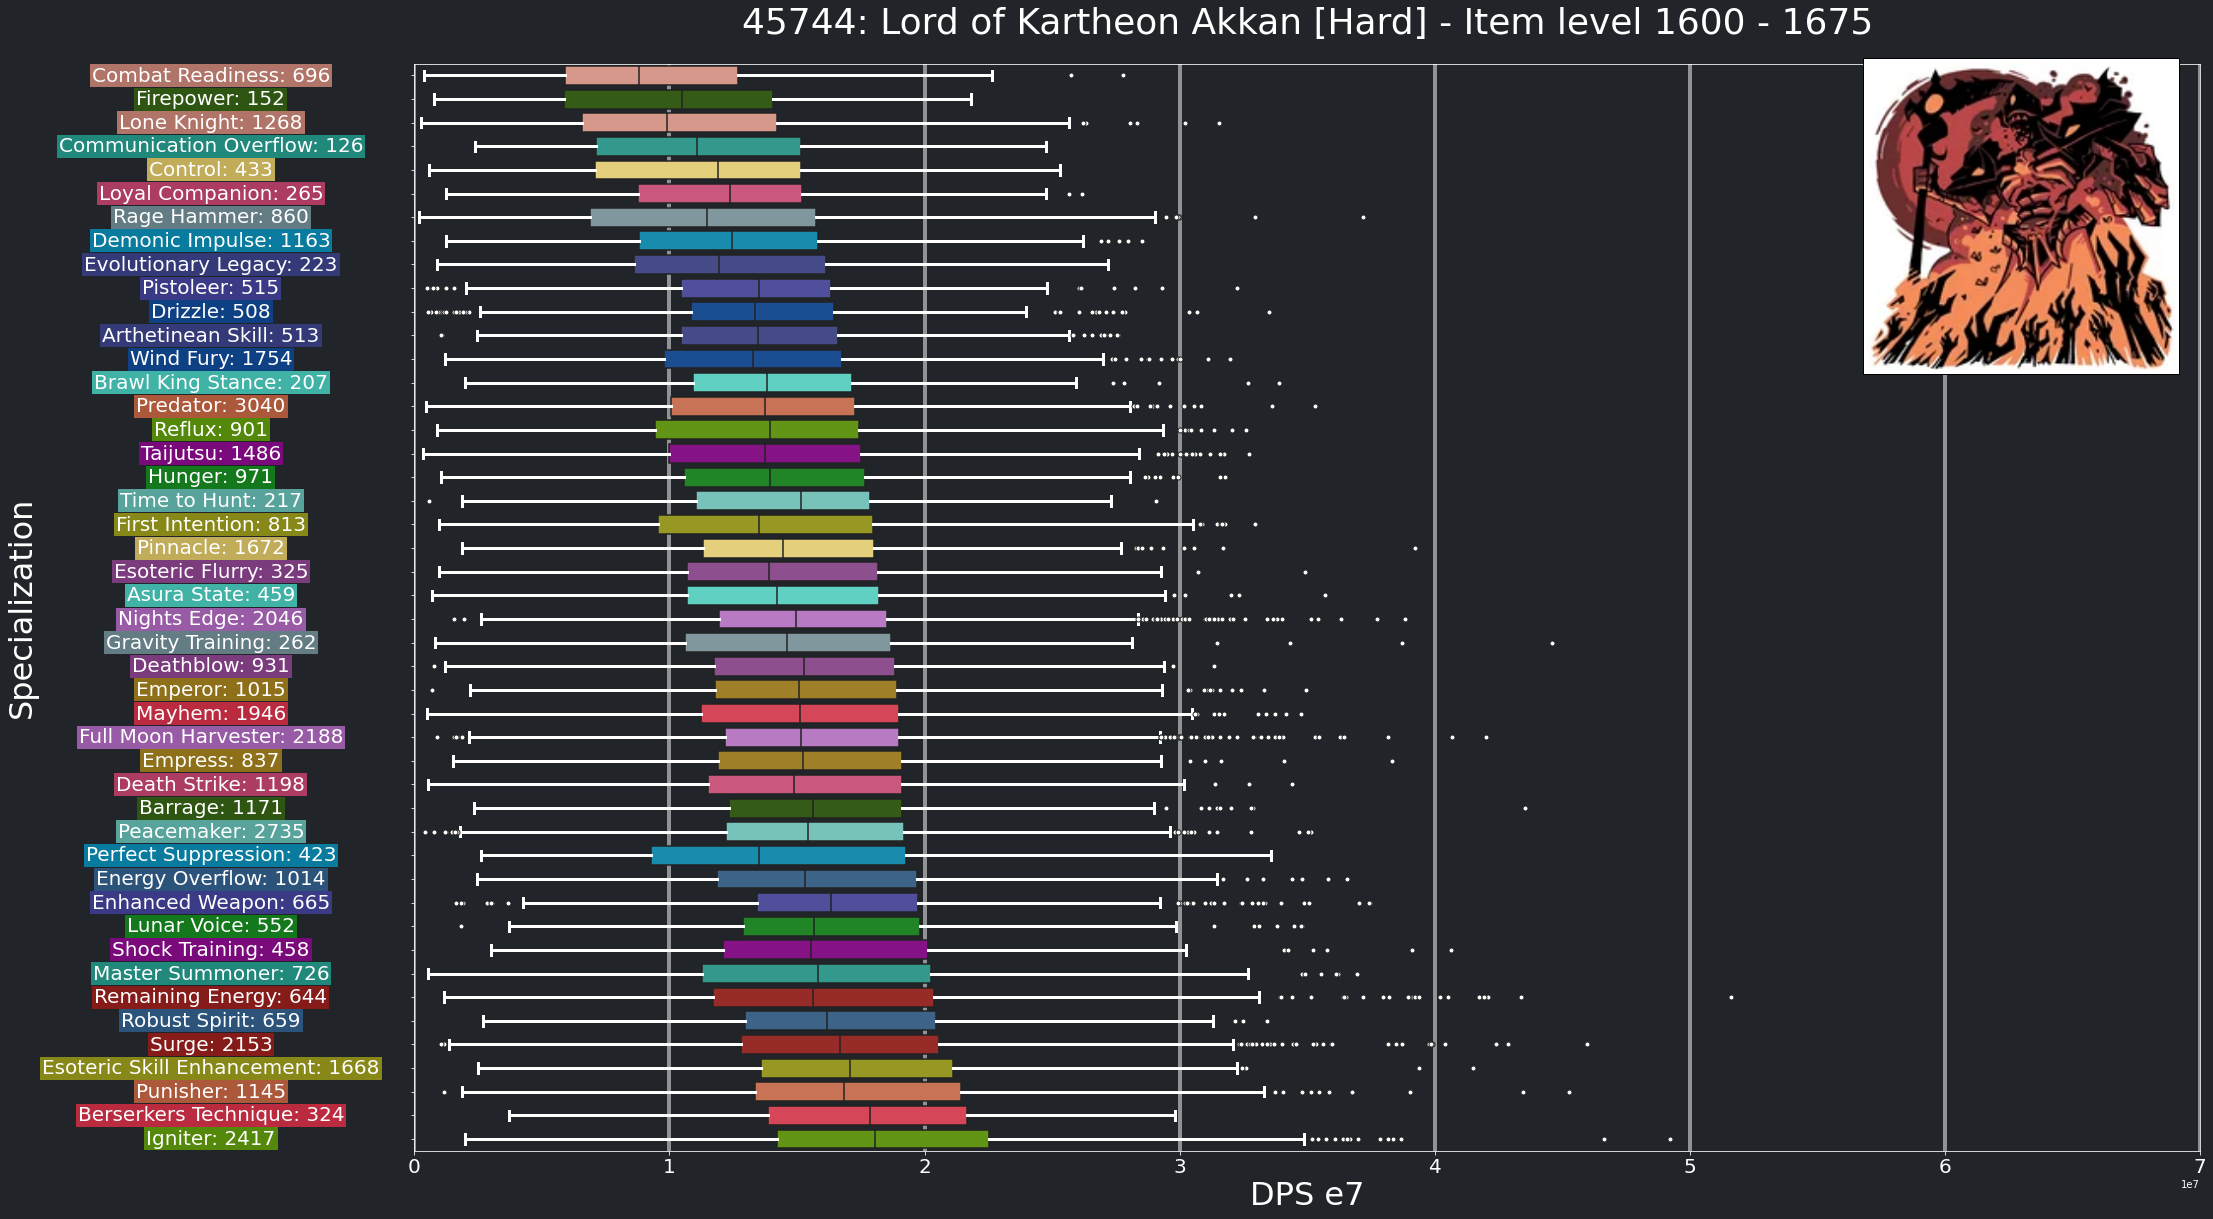 45744: Lord of Kartheon Akkan [Hard] - Item level 1600 - 1675
Specialization
Combat Readiness: 696
Firepower: 152
Lone Knight: 1268
Communication Overflow: 126
Control: 433
Loyal Companion: 265
Rage Hammer: 860
Demonic Impulse: 1163
Evolutionary Legacy: 223
Pistoleer: 515
Drizzle: 508
Arthetinean Skill: 513
Wind Fury: 1754
Brawl King Stance: 207
Predator: 3040
Reflux: 901
Taijutsu: 1486
Hunger: 971
Time to Hunt: 217
First Intention: 813
Pinnacle: 1672
Esoteric Flurry: 325
Asura State: 459
Nights Edge: 2046
Gravity Training: 262
Deathblow: 931
Emperor: 1015
Mayhem: 1946
Full Moon Harvester: 2188
Empress: 837
Death Strike: 1198
Barrage: 1171
Peacemaker: 2735
Perfect Suppression: 423
Energy Overflow: 1014
Enhanced Weapon: 665
Lunar Voice: 552
Shock Training: 458
Master Summoner: 726
Remaining Energy: 644
Robust Spirit: 659
Surge: 2153
Esoteric Skill Enhancement: 1668
Punisher: 1145
Berserkers Technique: 324
Igniter: 2417
0 1 2 3 4 5 6 7
1e7
DPS e7